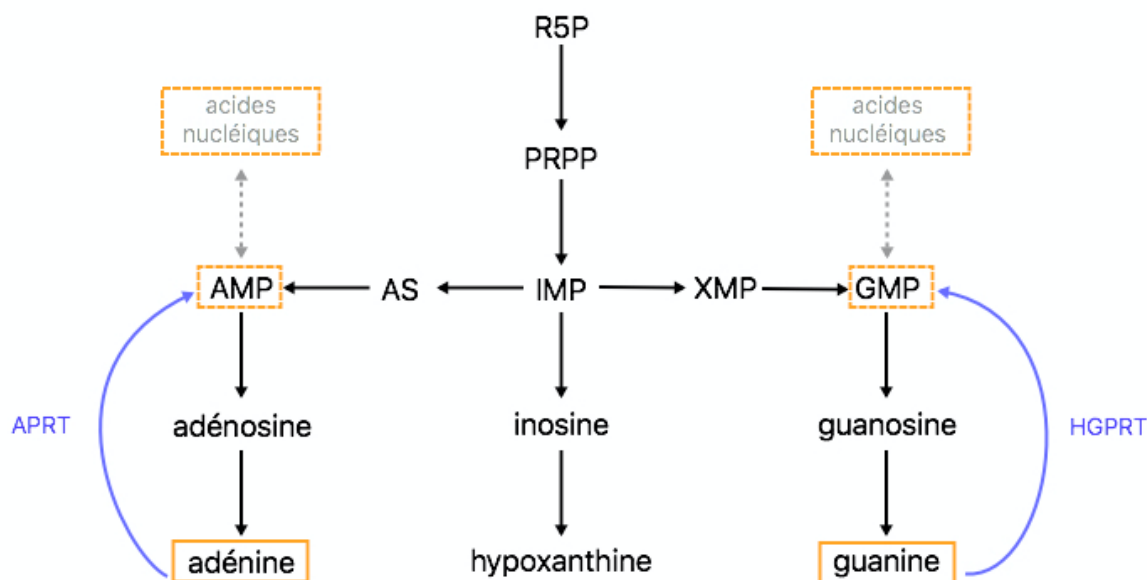 R5P
acides
nucléiques
acides
nucléiques
PRPP
AMP
AS
IMP
XMP
GMP
APRT
adénosine
inosine
guanosine
HGPRT
adénine
hypoxanthine
guanine